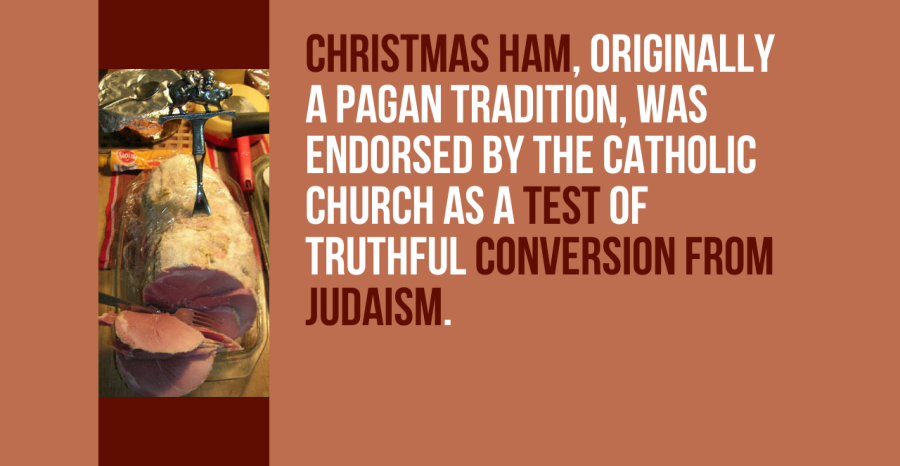 CHRISTMAS HAM, ORIGINALLY
A PAGAN TRADITION, WAS
ENDORSED BY THE CATHOLIC
CHURCH AS A TEST OF
TRUTHFUL CONVERSION FROM
JUDAISM.